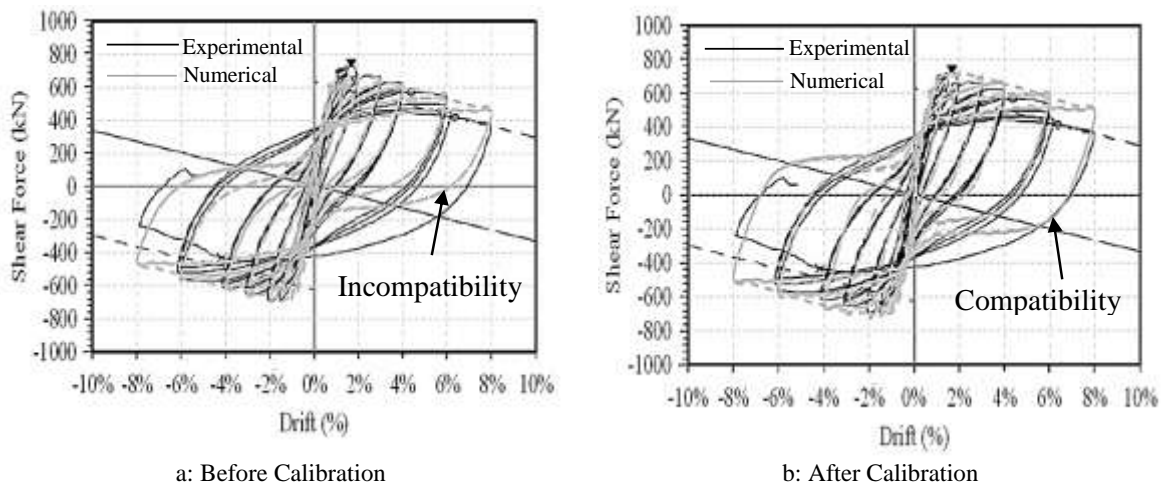 1000
800
600
400
200
0
-200
-400
-600
-800
-1000
Shear Force (kN)
Experimental
Numerical
Incompatibility
-10% -8% -6% -4% -2% 0% 2% 4% 6% 8% 10%
Drift (%)
a: Before Calibration
1000
800
600
400
200
0
-200
-400
-600
-800
-1000
Shear Force (kN)
Experimental
Numerical
Compatibility
-10% -8% -6% -4% -2% 0% 2% 4% 6% 8% 10%
Drift (%)
b: After Calibration